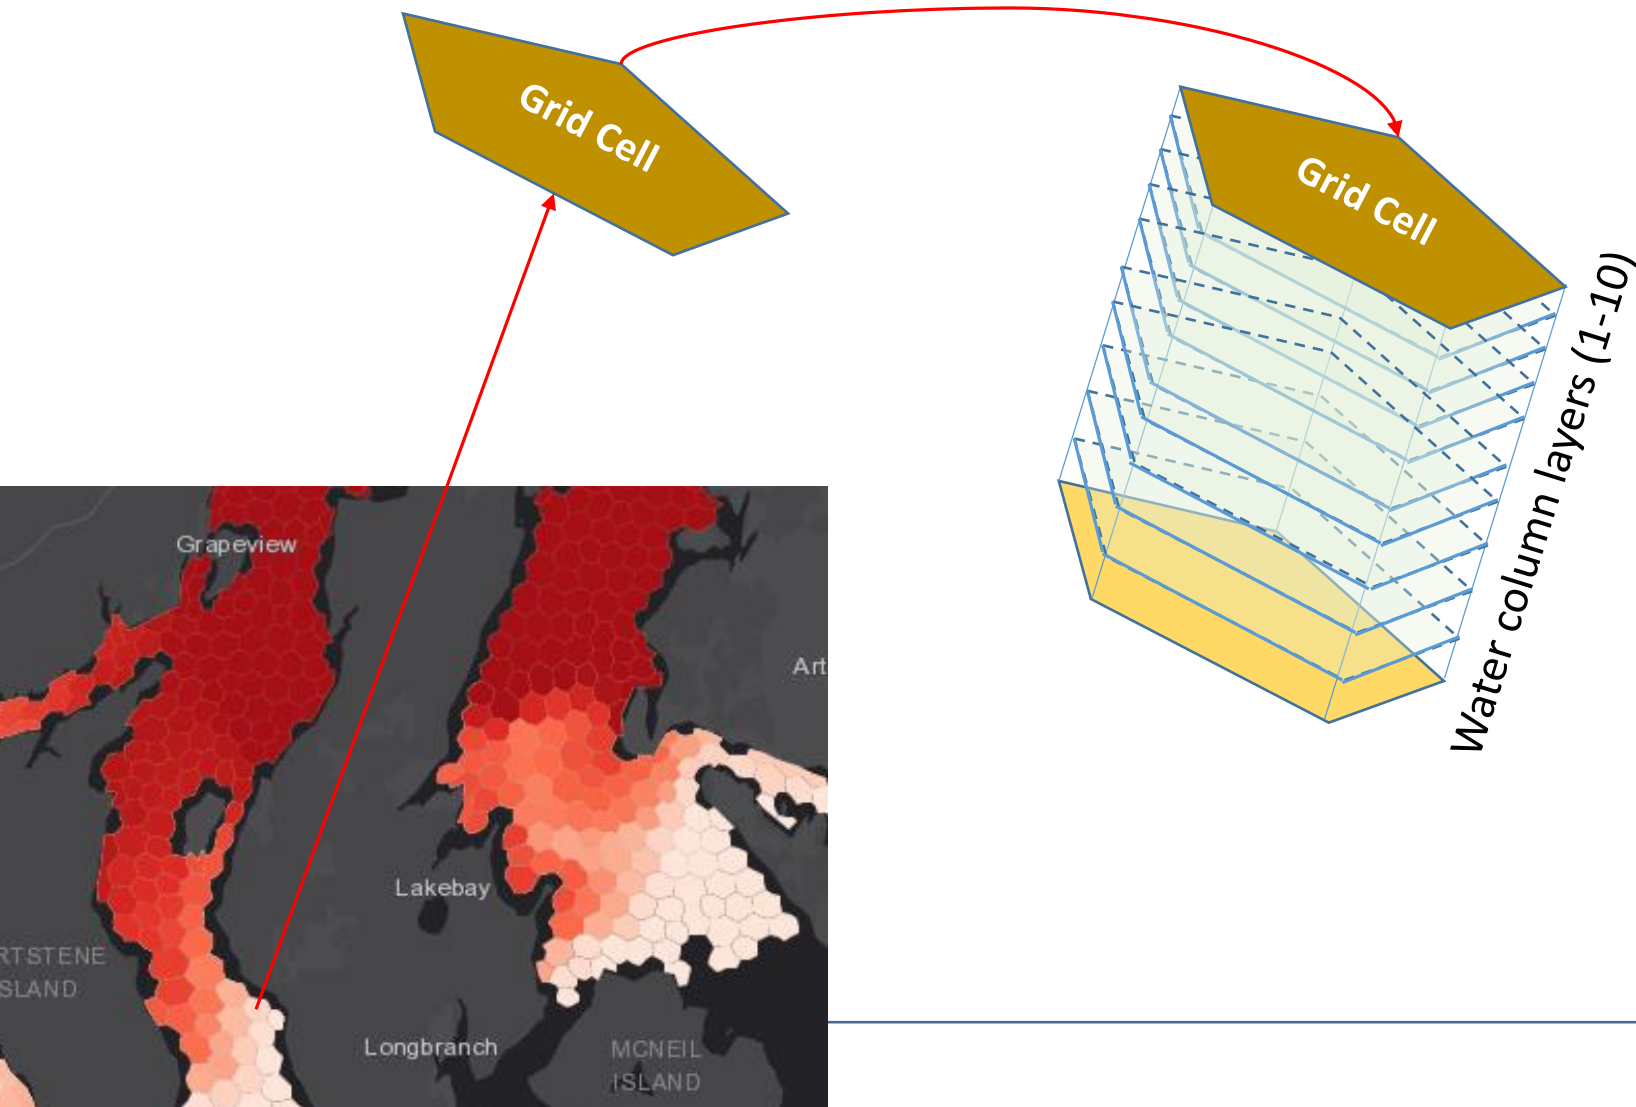 Grid Cell
Grid Cell
Water column layers (1-10)
Grapeview
Art
Lakebay
RTSTENE
SLAND
Longbranch
MCNEIL
ISLAND